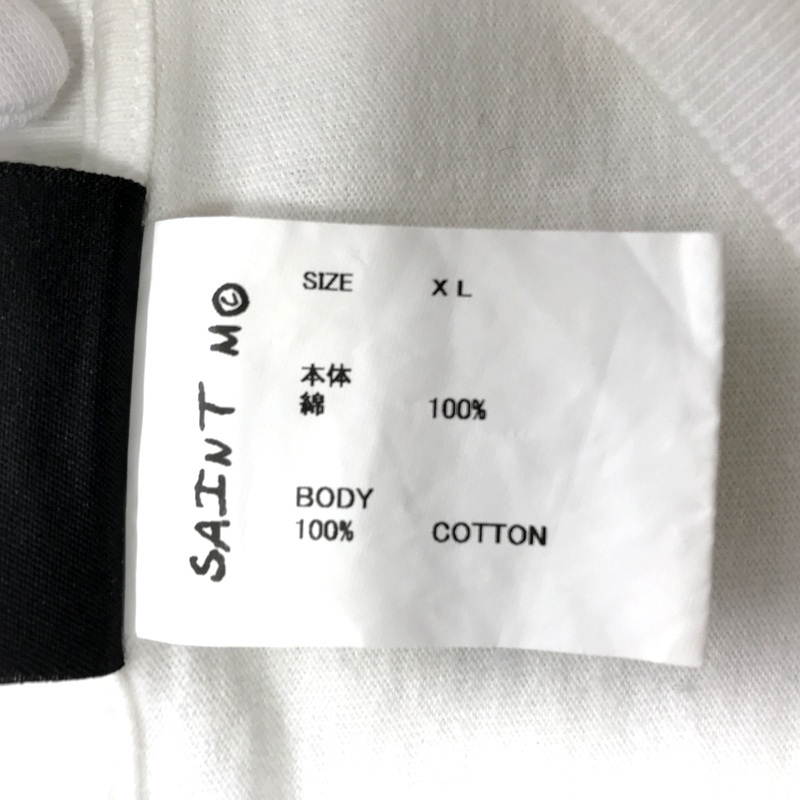 SAINT M©
SIZE XL
本体
綿 100%
BODY
100% COTTON